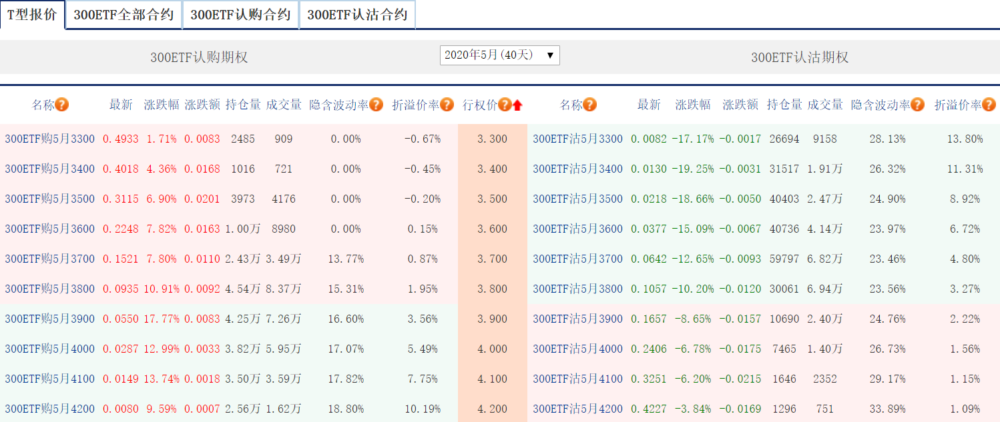 T型报价 300ETF全部合约 300ETF认购合约 300ETF认沽合约
300ETF认购期权 2020年5月(40天) ▼ 300ETF认沽期权
名称? 最新 涨跌幅 涨跌额 持仓量 成交量 隐含波动率? 折溢价率? 行权价? 名称? 最新 涨跌幅 涨跌额 持仓量 成交量 隐含波动率? 折溢价率?
300ETF购5月3300 0.4933 1.71% 0.0083 2485 909 0.00% -0.67% 3.300 300ETF沽5月3300 0.0082 -17.17% -0.0017 26694 9158 28.13% 13.80%
300ETF购5月3400 0.4018 4.36% 0.0168 1016 721 0.00% -0.45% 3.400 300ETF沽5月3400 0.0130 -19.25% -0.0031 31517 1.91万 26.32% 11.31%
300ETF购5月3500 0.3115 6.90% 0.0201 3973 4176 0.00% -0.20% 3.500 300ETF沽5月3500 0.0218 -18.66% -0.0050 40403 2.47万 24.90% 8.92%
300ETF购5月3600 0.2248 7.82% 0.0163 1.00万 8980 0.00% 0.15% 3.600 300ETF沽5月3600 0.0377 -15.09% -0.0067 40736 4.14万 23.97% 6.72%
300ETF购5月3700 0.1521 7.80% 0.0110 2.43万 3.49万 13.77% 0.87% 3.700 300ETF沽5月3700 0.0642 -12.65% -0.0093 59797 6.82万 23.46% 4.80%
300ETF购5月3800 0.0935 10.91% 0.0092 4.54万 8.37万 15.31% 1.95% 3.800 300ETF沽5月3800 0.1057 -10.20% -0.0120 30061 6.94万 23.56% 3.27%
300ETF购5月3900 0.0550 17.77% 0.0083 4.25万 7.26万 16.60% 3.56% 3.900 300ETF沽5月3900 0.1657 -8.65% -0.0157 10690 2.40万 24.76% 2.22%
300ETF购5月4000 0.0287 12.99% 0.0033 3.82万 5.95万 17.07% 5.49% 4.000 300ETF沽5月4000 0.2406 -6.78% -0.0175 7465 1.40万 26.73% 1.56%
300ETF购5月4100 0.0149 13.74% 0.0018 3.50万 3.59万 17.82% 7.75% 4.100 300ETF沽5月4100 0.3251 -6.20% -0.0215 1646 2352 29.17% 1.15%
300ETF购5月4200 0.0080 9.59% 0.0007 2.56万 1.62万 18.80% 10.19% 4.200 300ETF沽5月4200 0.4227 -3.84% -0.0169 1296 751 33.89% 1.09%